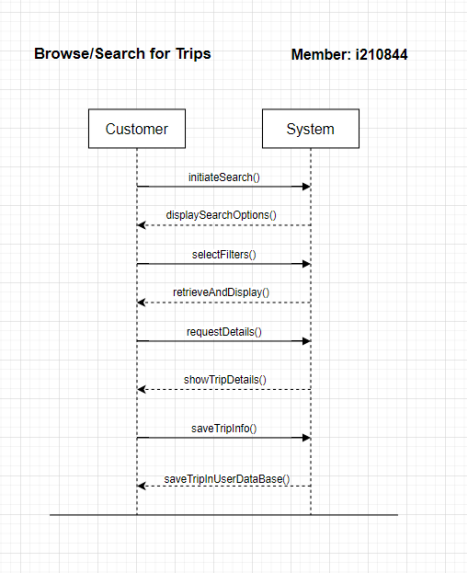 Browse/Search for Trips
Member: i210844
Customer
System
initiateSearch()
displaySearchOptions()
selectFilters()
retrieveAndDisplay()
requestDetails()
showTripDetails()
saveTripInfo()
saveTripInUserDataBase()